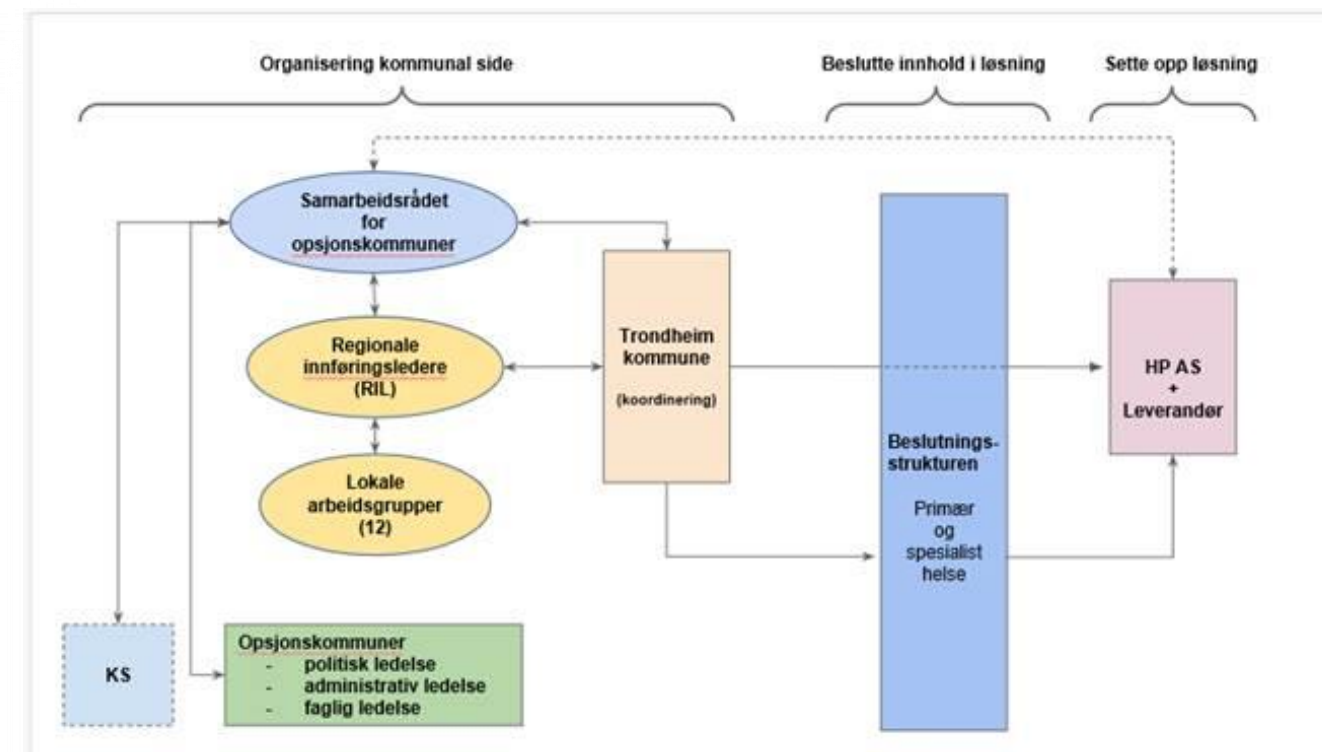 Organisering kommunal side
Beslutte innhold i løsning
Sette opp løsning
Samarbeidsrådet
for
opsjonskommuner
Regionale
innføringsledere
(RIL)
Lokale
arbeidsgrupper
(12)
Trondheim
kommune
(koordinering)
Beslutnings-
strukturen
Primær
og
spesialist
helse
HP AS
+
Leverandør
KS
Opsjonskommuner
- politisk ledelse
- administrativ ledelse
- faglig ledelse